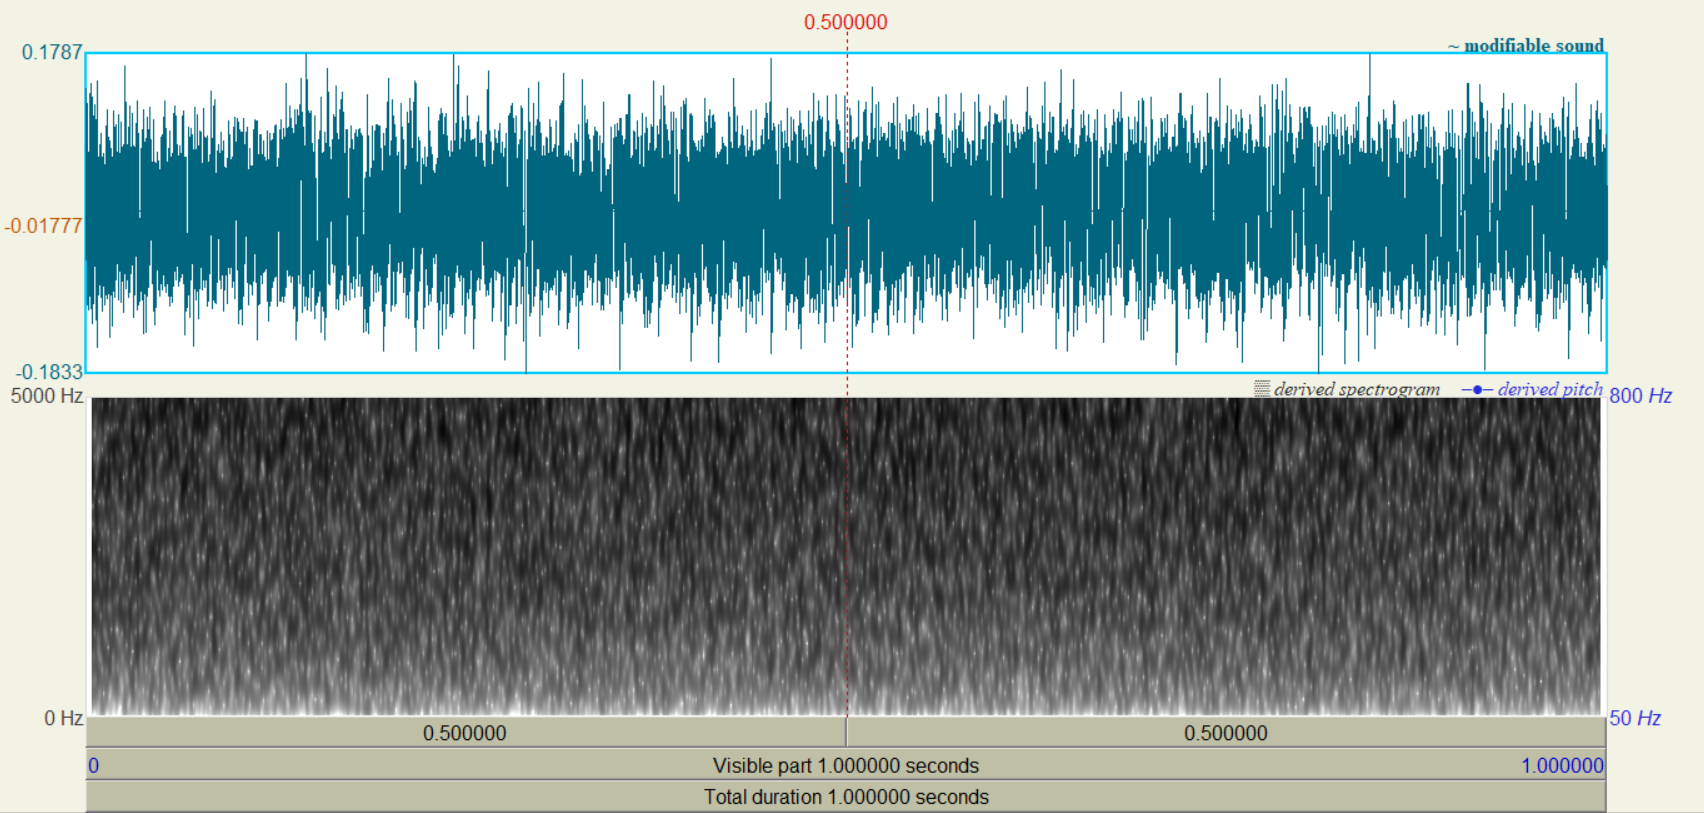 0.500000
0.1787
~ modifiable sound
-0.01777
-0.1833
5000 Hz
derived spectrogram
derived pitch
800 Hz
0 Hz
50 Hz
0.500000
0.500000
0
Visible part 1.000000 seconds
1.000000
Total duration 1.000000 seconds